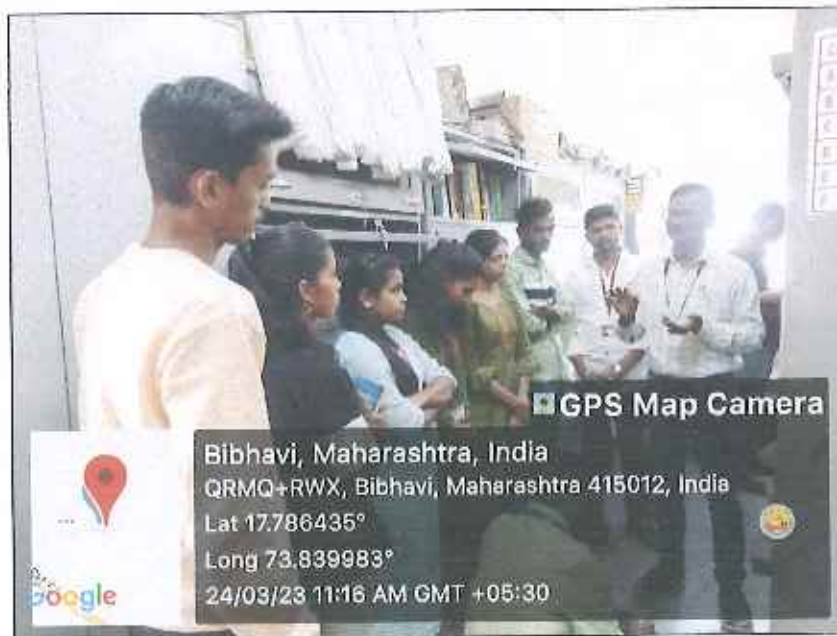 GPS Map Camera
Bibhavi, Maharashtra, India
QRMQ+RWX, Bibhavi, Maharashtra 415012, India
Lat 17.786435°
Long 73.839983°
24/03/23 11:16 AM GMT +05:30
Google